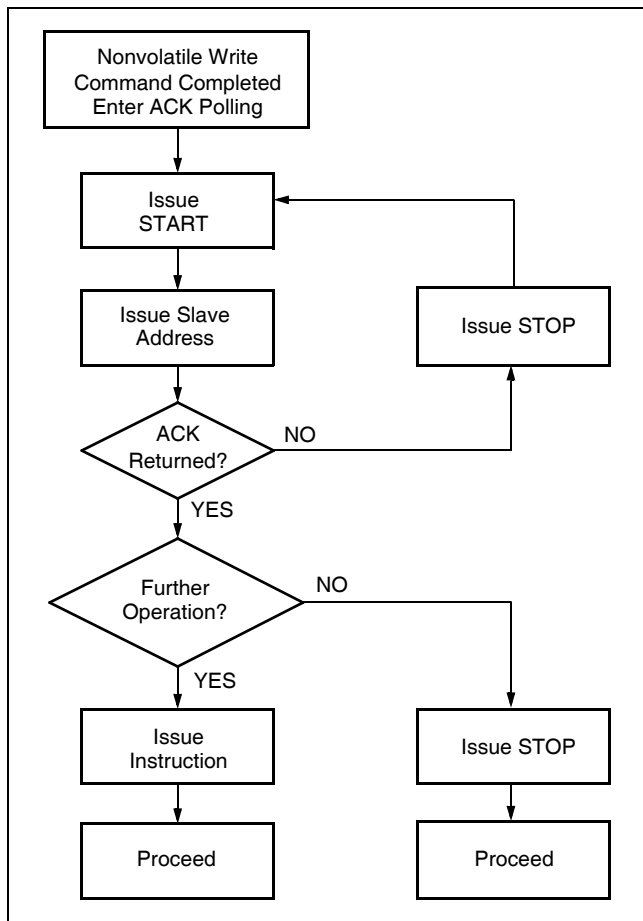 Nonvolatile Write
Command Completed
Enter ACK Polling
Issue
START
Issue Slave
Address
Issue STOP
ACK
Returned?
NO
YES
Further
Operation?
NO
YES
Issue
Instruction
Issue STOP
Proceed
Proceed